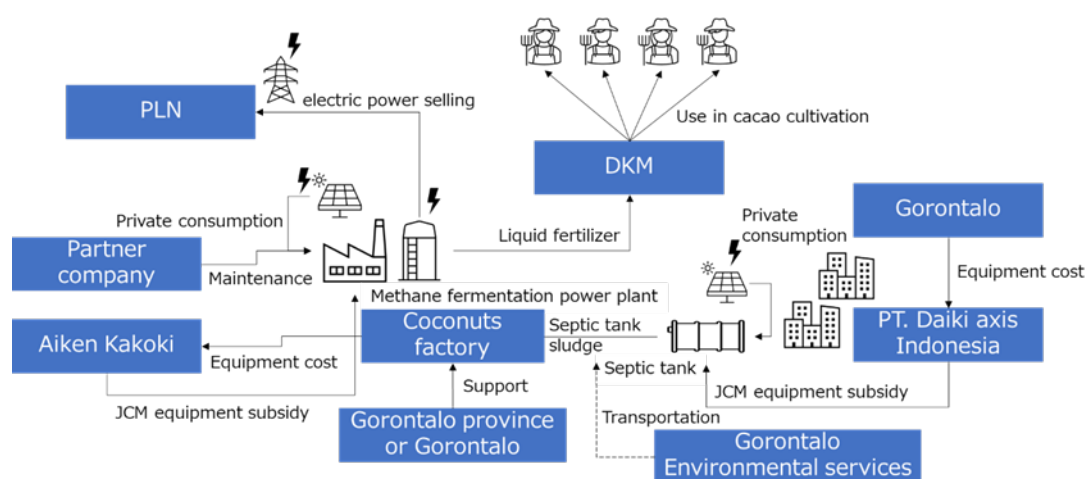 electric power selling
PLN
Use in cacao cultivation
DKM
Private consumption
Private
consumption
Gorontalo
Partner
company
Maintenance
Liquid fertilizer
Equipment cost
Methane fermentation power plant
Aiken Kakoki
Equipment cost
Coconuts
factory
Septic tank
sludge
Septic tank
PT. Daiki axis
Indonesia
JCM equipment subsidy
Support
JCM equipment subsidy
Gorontalo province
or Gorontalo
Transportation
Gorontalo
Environmental services